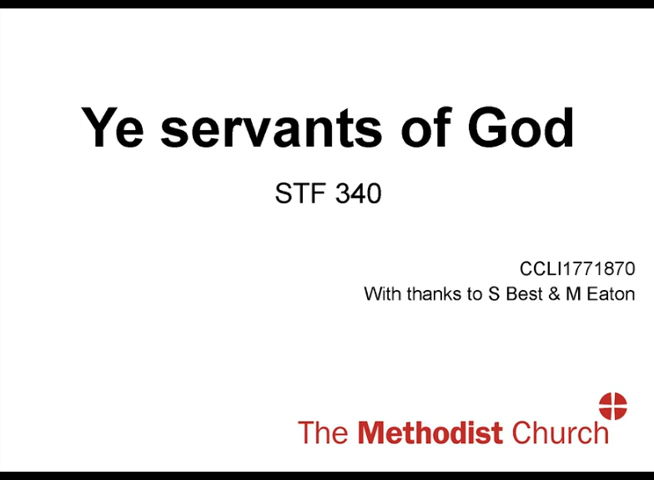 Ye servants of God
STF 340
CCLI1771870
With thanks to S Best & M Eaton
The Methodist Church